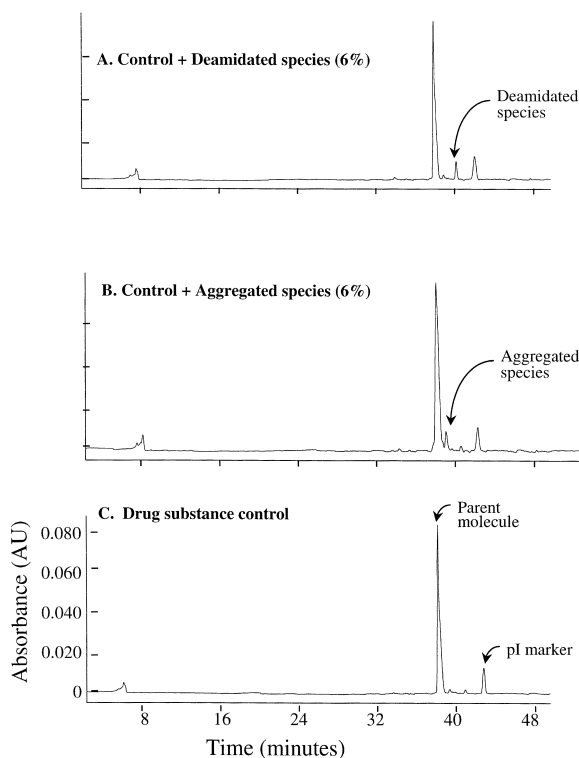 A. Control + Deamidated species (6%)
Deamidated
species
B. Control + Aggregated species (6%)
Aggregated
species
C. Drug substance control
Parent
molecule
pI marker
Absorbance (AU)
0.080
0.060
0.040
0.020
0
8 16 24 32 40 48
Time (minutes)